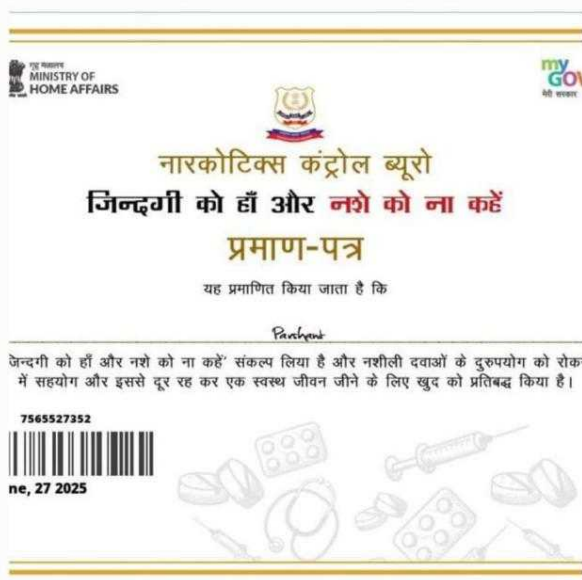 गृह मंत्रालय
MINISTRY OF
HOME AFFAIRS
my
GOV
मेरी सरकार
नारकोटिक्स कंट्रोल ब्यूरो
जिन्दगी को हाँ और नशे को ना कहें
प्रमाण-पत्र
यह प्रमाणित किया जाता है कि
Parshant
जिन्दगी को हाँ और नशे को ना कहें' संकल्प लिया है और नशीली दवाओं के दुरुपयोग को रोक
में सहयोग और इससे दूर रह कर एक स्वस्थ जीवन जीने के लिए खुद को प्रतिबद्ध किया है।
7565527352
ne, 27 2025